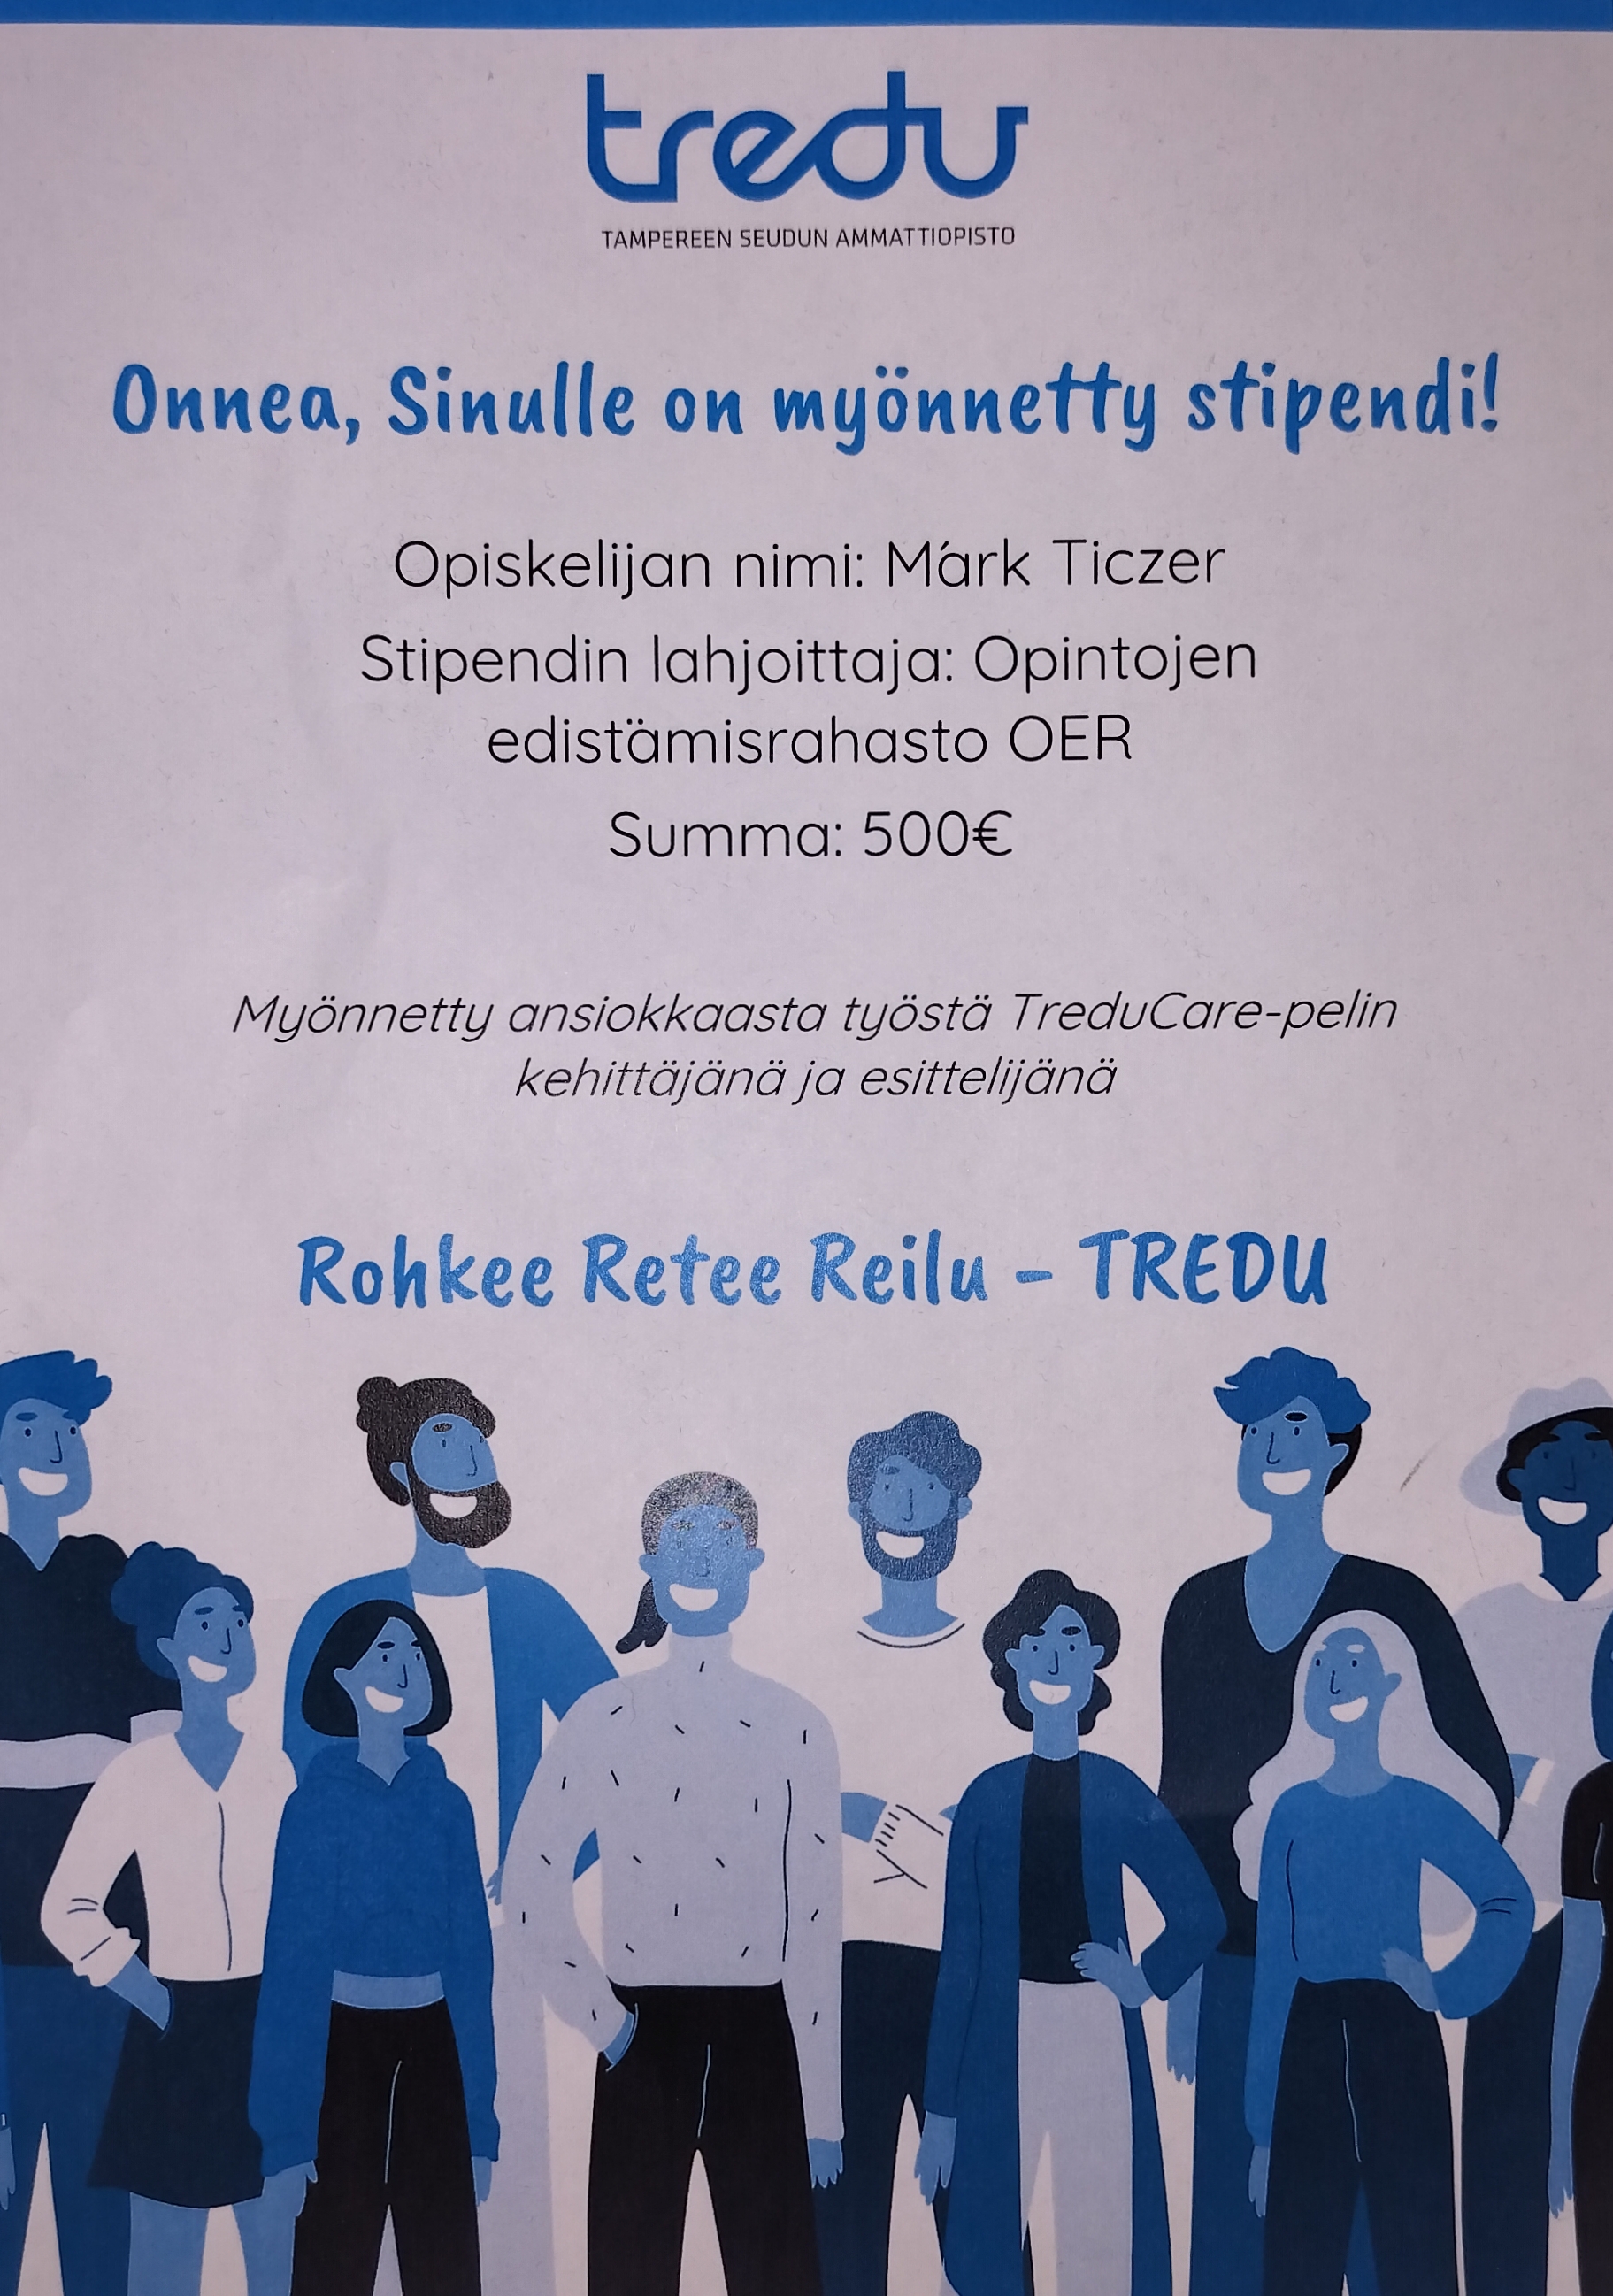 tredu
TAMPEREEN SEUDUN AMMATTIOPISTO
Onnea, Sinulle on myönnetty stipendi!
Opiskelijan nimi: Márk Ticzer
Stipendin lahjoittaja: Opintojen
edistämisrahasto OER
Summa: 500€
Myönnetty ansiokkaasta työstä TreduCare-pelin
kehittäjänä ja esittelijänä
Rohkee Retee Reilu - TREDU